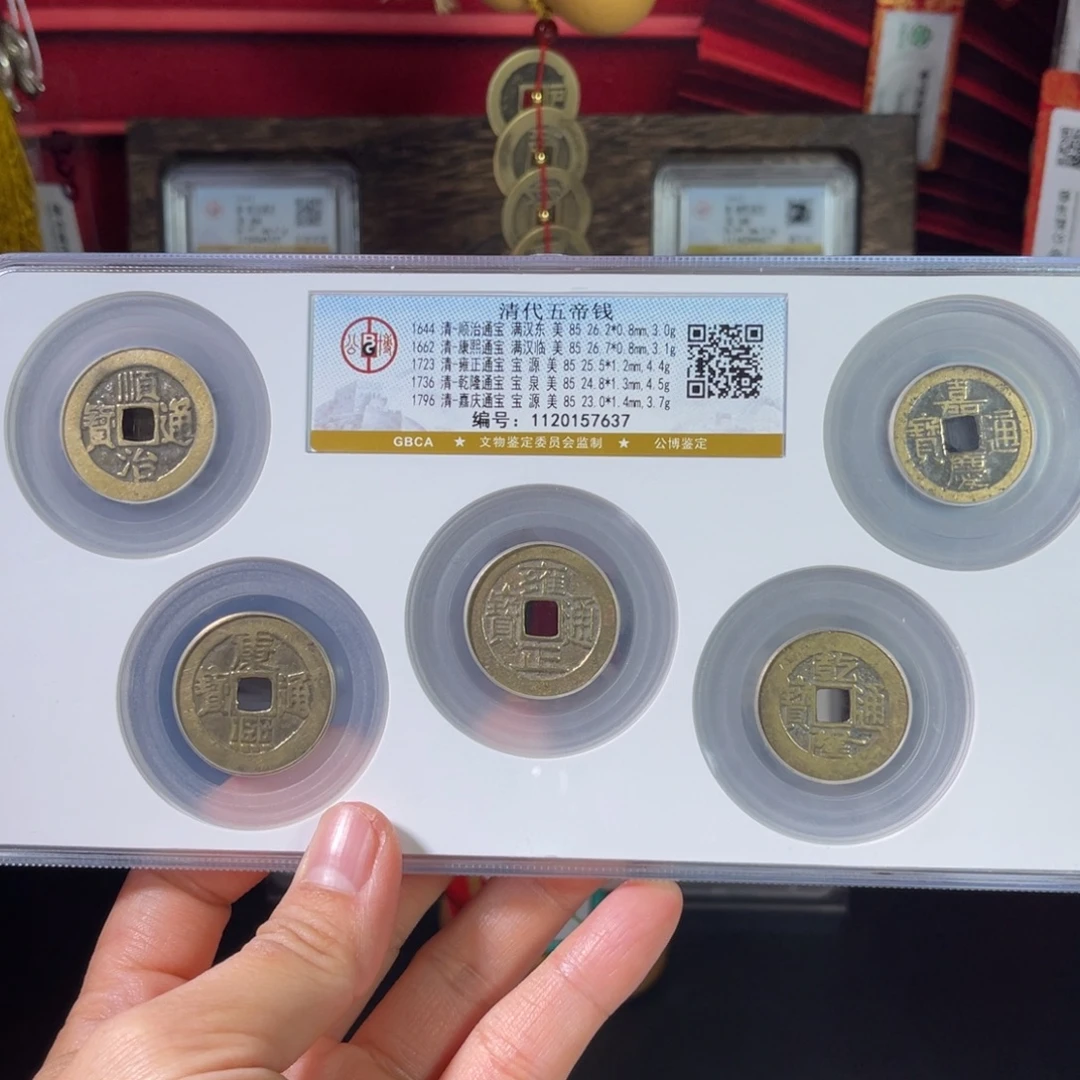 清代五帝钱
1644 清-顺治通宝 满汉东 美 85 26.2*0.8mm,3.0g
1662 清-康熙通宝 满汉临 美 85 26.7*0.8mm,3.1g
1723 清-雍正通宝 宝 源 美 85 25.5*1.2mm,4.4g
1736 清-乾隆通宝 宝 泉 美 85 24.8*1.3mm,4.5g
1796 清-嘉庆通宝 宝 源 美 85 23.0*1.4mm,3.7g
编号：1120157637
公 BG 博
GBCA ★ 文物鉴定委员会监制 ★ 公博鉴定
順治通寶
嘉慶通寶
康熙通寶
雍正通寶
乾隆通寶